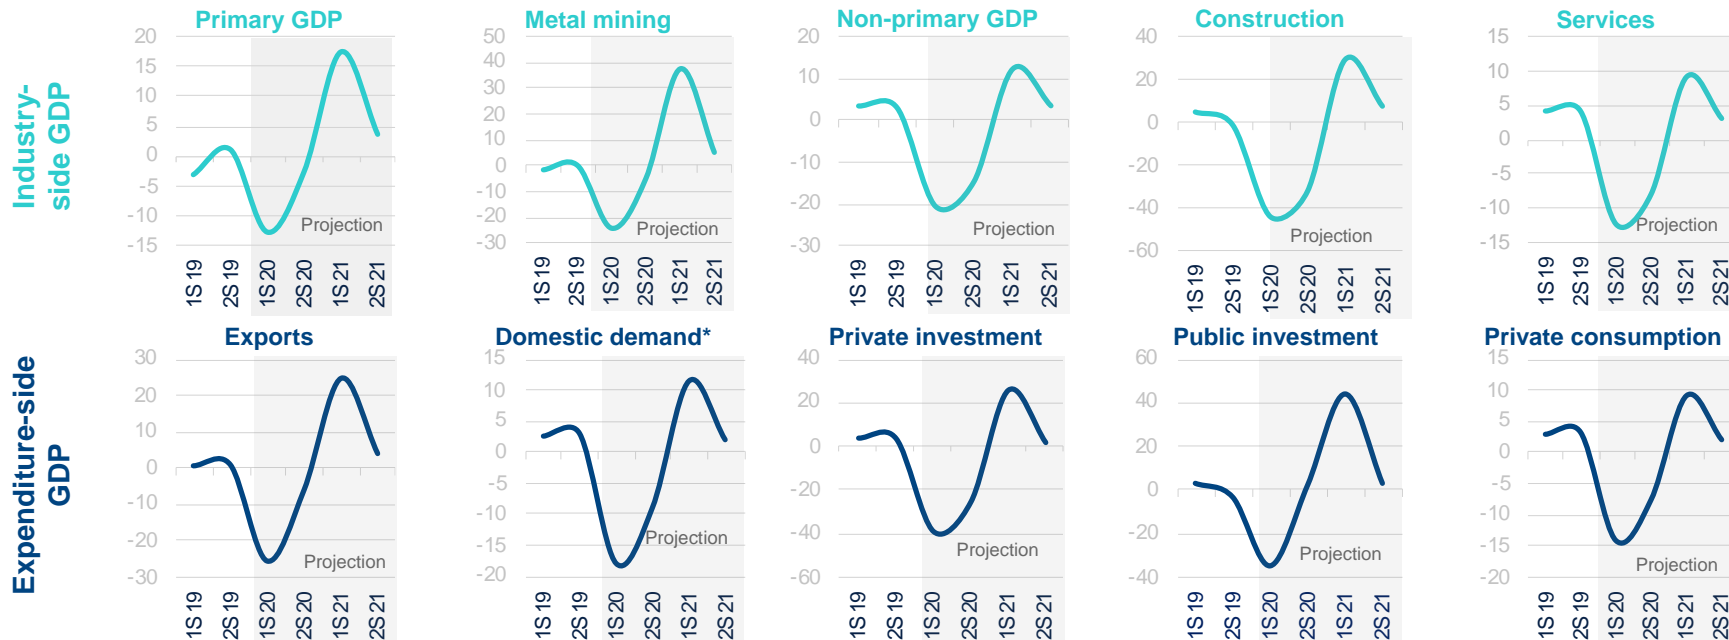 Industry-
side GDP
Primary GDP
20
15
10
5
0
-5
-10
-15
Projection
1S19
2S19
1S20
2S20
1S21
2S21
Metal mining
50
40
30
20
10
0
-10
-20
-30
Projection
1S19
2S19
1S20
2S20
1S21
2S21
Non-primary GDP
20
10
0
-10
-20
-30
Projection
1S19
2S19
1S20
2S20
1S21
2S21
Construction
40
20
0
-20
-40
-60
Projection
1S19
2S19
1S20
2S20
1S21
2S21
Services
15
10
5
0
-5
-10
-15
Projection
1S19
2S19
1S20
2S20
1S21
2S21
Expenditure-side
GDP
Exports
30
20
10
0
-10
-20
-30
Projection
1S19
2S19
1S20
2S20
1S21
2S21
Domestic demand*
15
10
5
0
-5
-10
-15
-20
Projection
1S19
2S19
1S20
2S20
1S21
2S21
Private investment
40
20
0
-20
-40
-60
Projection
1S19
2S19
1S20
2S20
1S21
2S21
Public investment
60
40
20
0
-20
-40
Projection
1S19
2S19
1S20
2S20
1S21
2S21
Private consumption
15
10
5
0
-5
-10
-15
-20
Projection
1S19
2S19
1S20
2S20
1S21
2S21